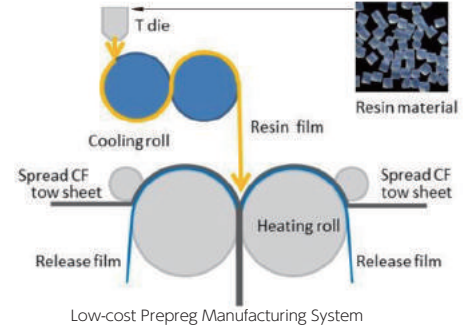 T die
Resin material
Cooling roll
Resin film
Spread CF
tow sheet
Spread CF
tow sheet
Heating roll
Release film
Release film
Low-cost Prepreg Manufacturing System